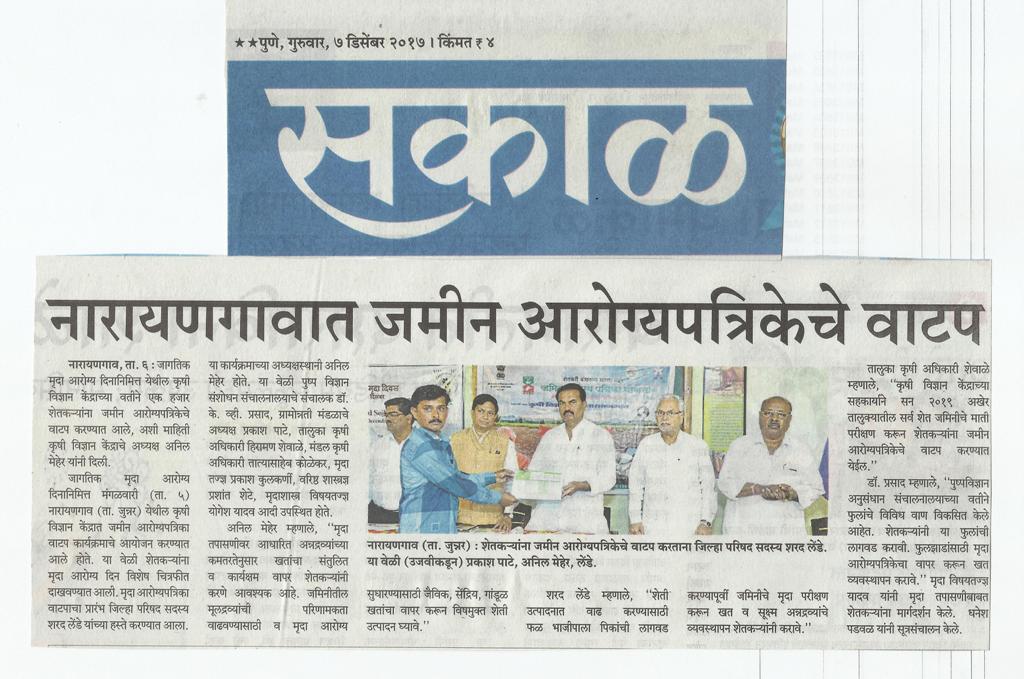 ★★पुणे, गुरुवार, ७ डिसेंबर २०१७ । किंमत ₹ ४
सकाळ
नारायणगावात जमीन आरोग्यपत्रिकेचे वाटप
नारायणगाव, ता. ६ : जागतिक
मृदा आरोग्य दिनानिमित्त येथील कृषी
विज्ञान केंद्राच्या वतीने एक हजार
शेतकऱ्यांना जमीन आरोग्यपत्रिकेचे
वाटप करण्यात आले, अशी माहिती
कृषी विज्ञान केंद्राचे अध्यक्ष अनिल
मेहेर यांनी दिली.
जागतिक मृदा आरोग्य
दिनानिमित्त मंगळवारी (ता. ५)
नारायणगाव (ता. जुन्नर) येथील कृषी
विज्ञान केंद्रात जमीन आरोग्यपत्रिका
वाटप कार्यक्रमाचे आयोजन करण्यात
आले होते. या वेळी शेतकऱ्यांना
मृदा आरोग्य दिन विशेष चित्रफीत
दाखवण्यात आली. मृदा आरोग्यपत्रिका
वाटपाचा प्रारंभ जिल्हा परिषद सदस्य
शरद लेंडे यांच्या हस्ते करण्यात आला.
या कार्यक्रमाच्या अध्यक्षस्थानी अनिल
मेहेर होते. या वेळी पुष्प विज्ञान
संशोधन संचालनालयाचे संचालक डॉ.
के. व्ही. प्रसाद, ग्रामोन्नती मंडळाचे
अध्यक्ष प्रकाश पाटे, तालुका कृषी
अधिकारी हिरामण शेवाळे, मंडल कृषी
अधिकारी तात्यासाहेब कोळेकर, मृदा
तज्ज्ञ प्रकाश कुलकर्णी, वरिष्ठ शास्त्रज्ञ
प्रशांत शेटे, मृदाशास्त्र विषयतज्ज्ञ
योगेश यादव आदी उपस्थित होते.
अनिल मेहेर म्हणाले, ‘‘मृदा
तपासणीवर आधारित अन्नद्रव्यांच्या
कमतरतेनुसार खतांचा संतुलित
व कार्यक्षम वापर शेतकऱ्यांनी
करणे आवश्यक आहे. जमिनीतील
मूलद्रव्यांची परिणामकता
वाढवण्यासाठी व मृदा आरोग्य
मृदा दिवस
नारायणगाव (ता. जुन्नर) : शेतकऱ्यांना जमीन आरोग्यपत्रिकेचे वाटप करताना जिल्हा परिषद सदस्य शरद लेंडे.
या वेळी (उजवीकडून) प्रकाश पाटे, अनिल मेहेर, लेंडे.
सुधारण्यासाठी जैविक, सेंद्रिय, गांडूळ
खतांचा वापर करून विषमुक्त शेती
उत्पादन घ्यावे.’’
शरद लेंडे म्हणाले, ‘‘शेती
उत्पादनात वाढ करण्यासाठी
फळ भाजीपाला पिकांची लागवड
करण्यापूर्वी जमिनीचे मृदा परीक्षण
करून खत व सूक्ष्म अन्नद्रव्यांचे
व्यवस्थापन शेतकऱ्यांनी करावे.’’
तालुका कृषी अधिकारी शेवाळे
म्हणाले, ‘‘कृषी विज्ञान केंद्राच्या
सहकार्याने सन २०१९ अखेर
तालुक्यातील सर्व शेत जमिनीचे माती
परीक्षण करून शेतकऱ्यांना जमीन
आरोग्यपत्रिकेचे वाटप करण्यात
येईल.’’
डॉ. प्रसाद म्हणाले, ‘‘पुष्पविज्ञान
अनुसंधान संचालनालयाच्या वतीने
फुलांचे विविध वाण विकसित केले
आहेत. शेतकऱ्यांनी या फुलांची
लागवड करावी. फुलझाडांसाठी मृदा
आरोग्यपत्रिकेचा वापर करून खत
व्यवस्थापन करावे.’’ मृदा विषयतज्ज्ञ
यादव यांनी मृदा तपासणीबाबत
शेतकऱ्यांना मार्गदर्शन केले. धनेश
पडवळ यांनी सूत्रसंचालन केले.